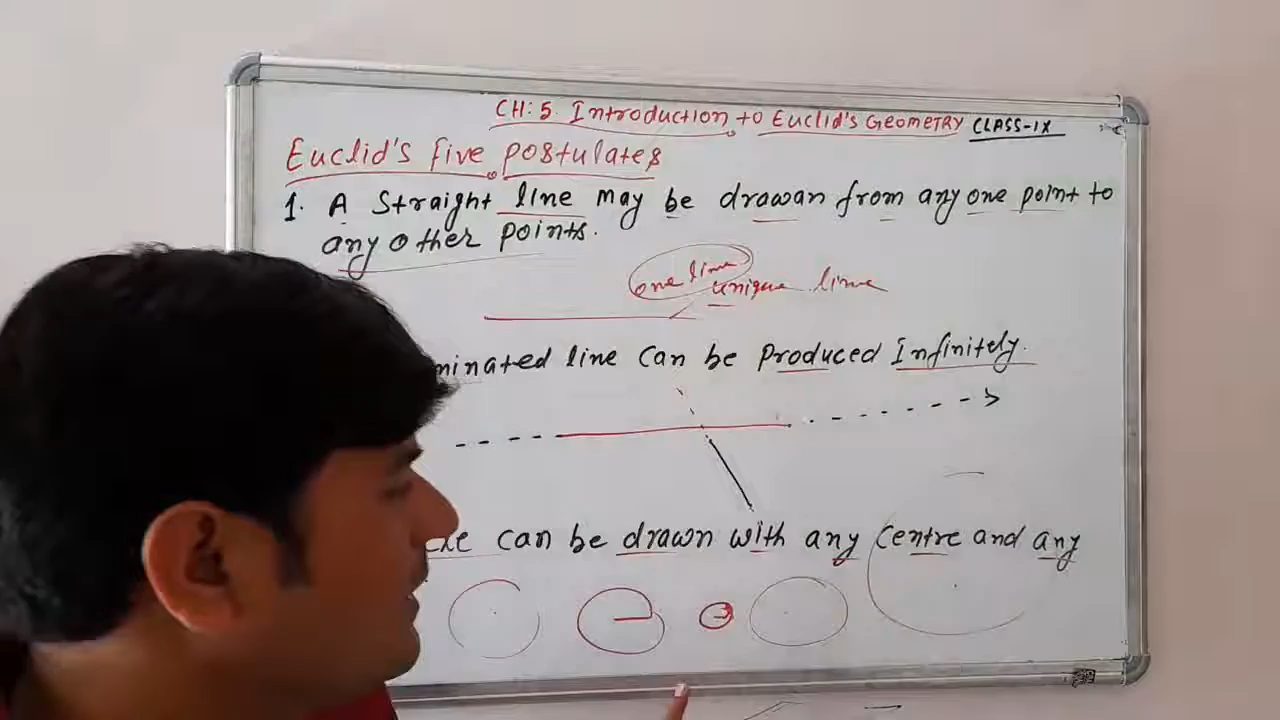 CH: 5. Introduction to Euclid's Geometry CLASS-IX
Euclid's five postulates
1. A Straight line may be drawan from any one point to
any other points.
one line
unique line
minated line can be produced Infinitely.
can be drawn with any centre and any